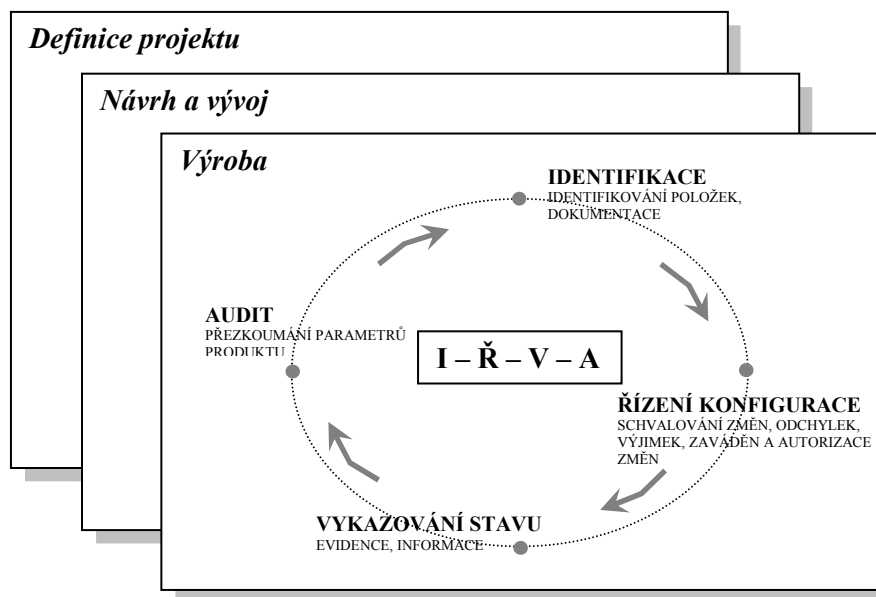 Definice projektu
Návrh a vývoj
Výroba
IDENTIFIKACE
IDENTIFIKOVÁNÍ POLOŽEK,
DOKUMENTACE
AUDIT
PŘEZKOUMÁNÍ PARAMETRŮ
PRODUKTU
I – Ř – V – A
ŘÍZENÍ KONFIGURACE
SCHVALOVÁNÍ ZMĚN, ODCHYLEK,
VÝJIMEK, ZAVÁDĚN A AUTORIZACE
ZMĚN
VYKAZOVÁNÍ STAVU
EVIDENCE, INFORMACE